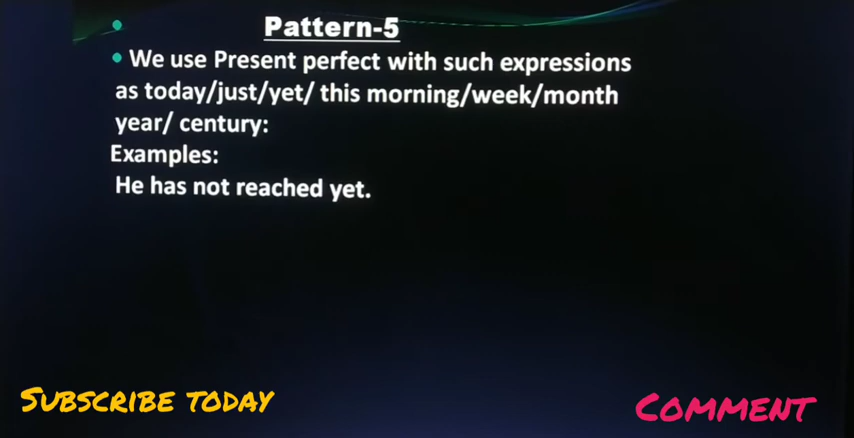 Pattern-5
We use Present perfect with such expressions
as today/just/yet/ this morning/week/month
year/ century:
Examples:
He has not reached yet.
SUBSCRIBE TODAY
COMMENT